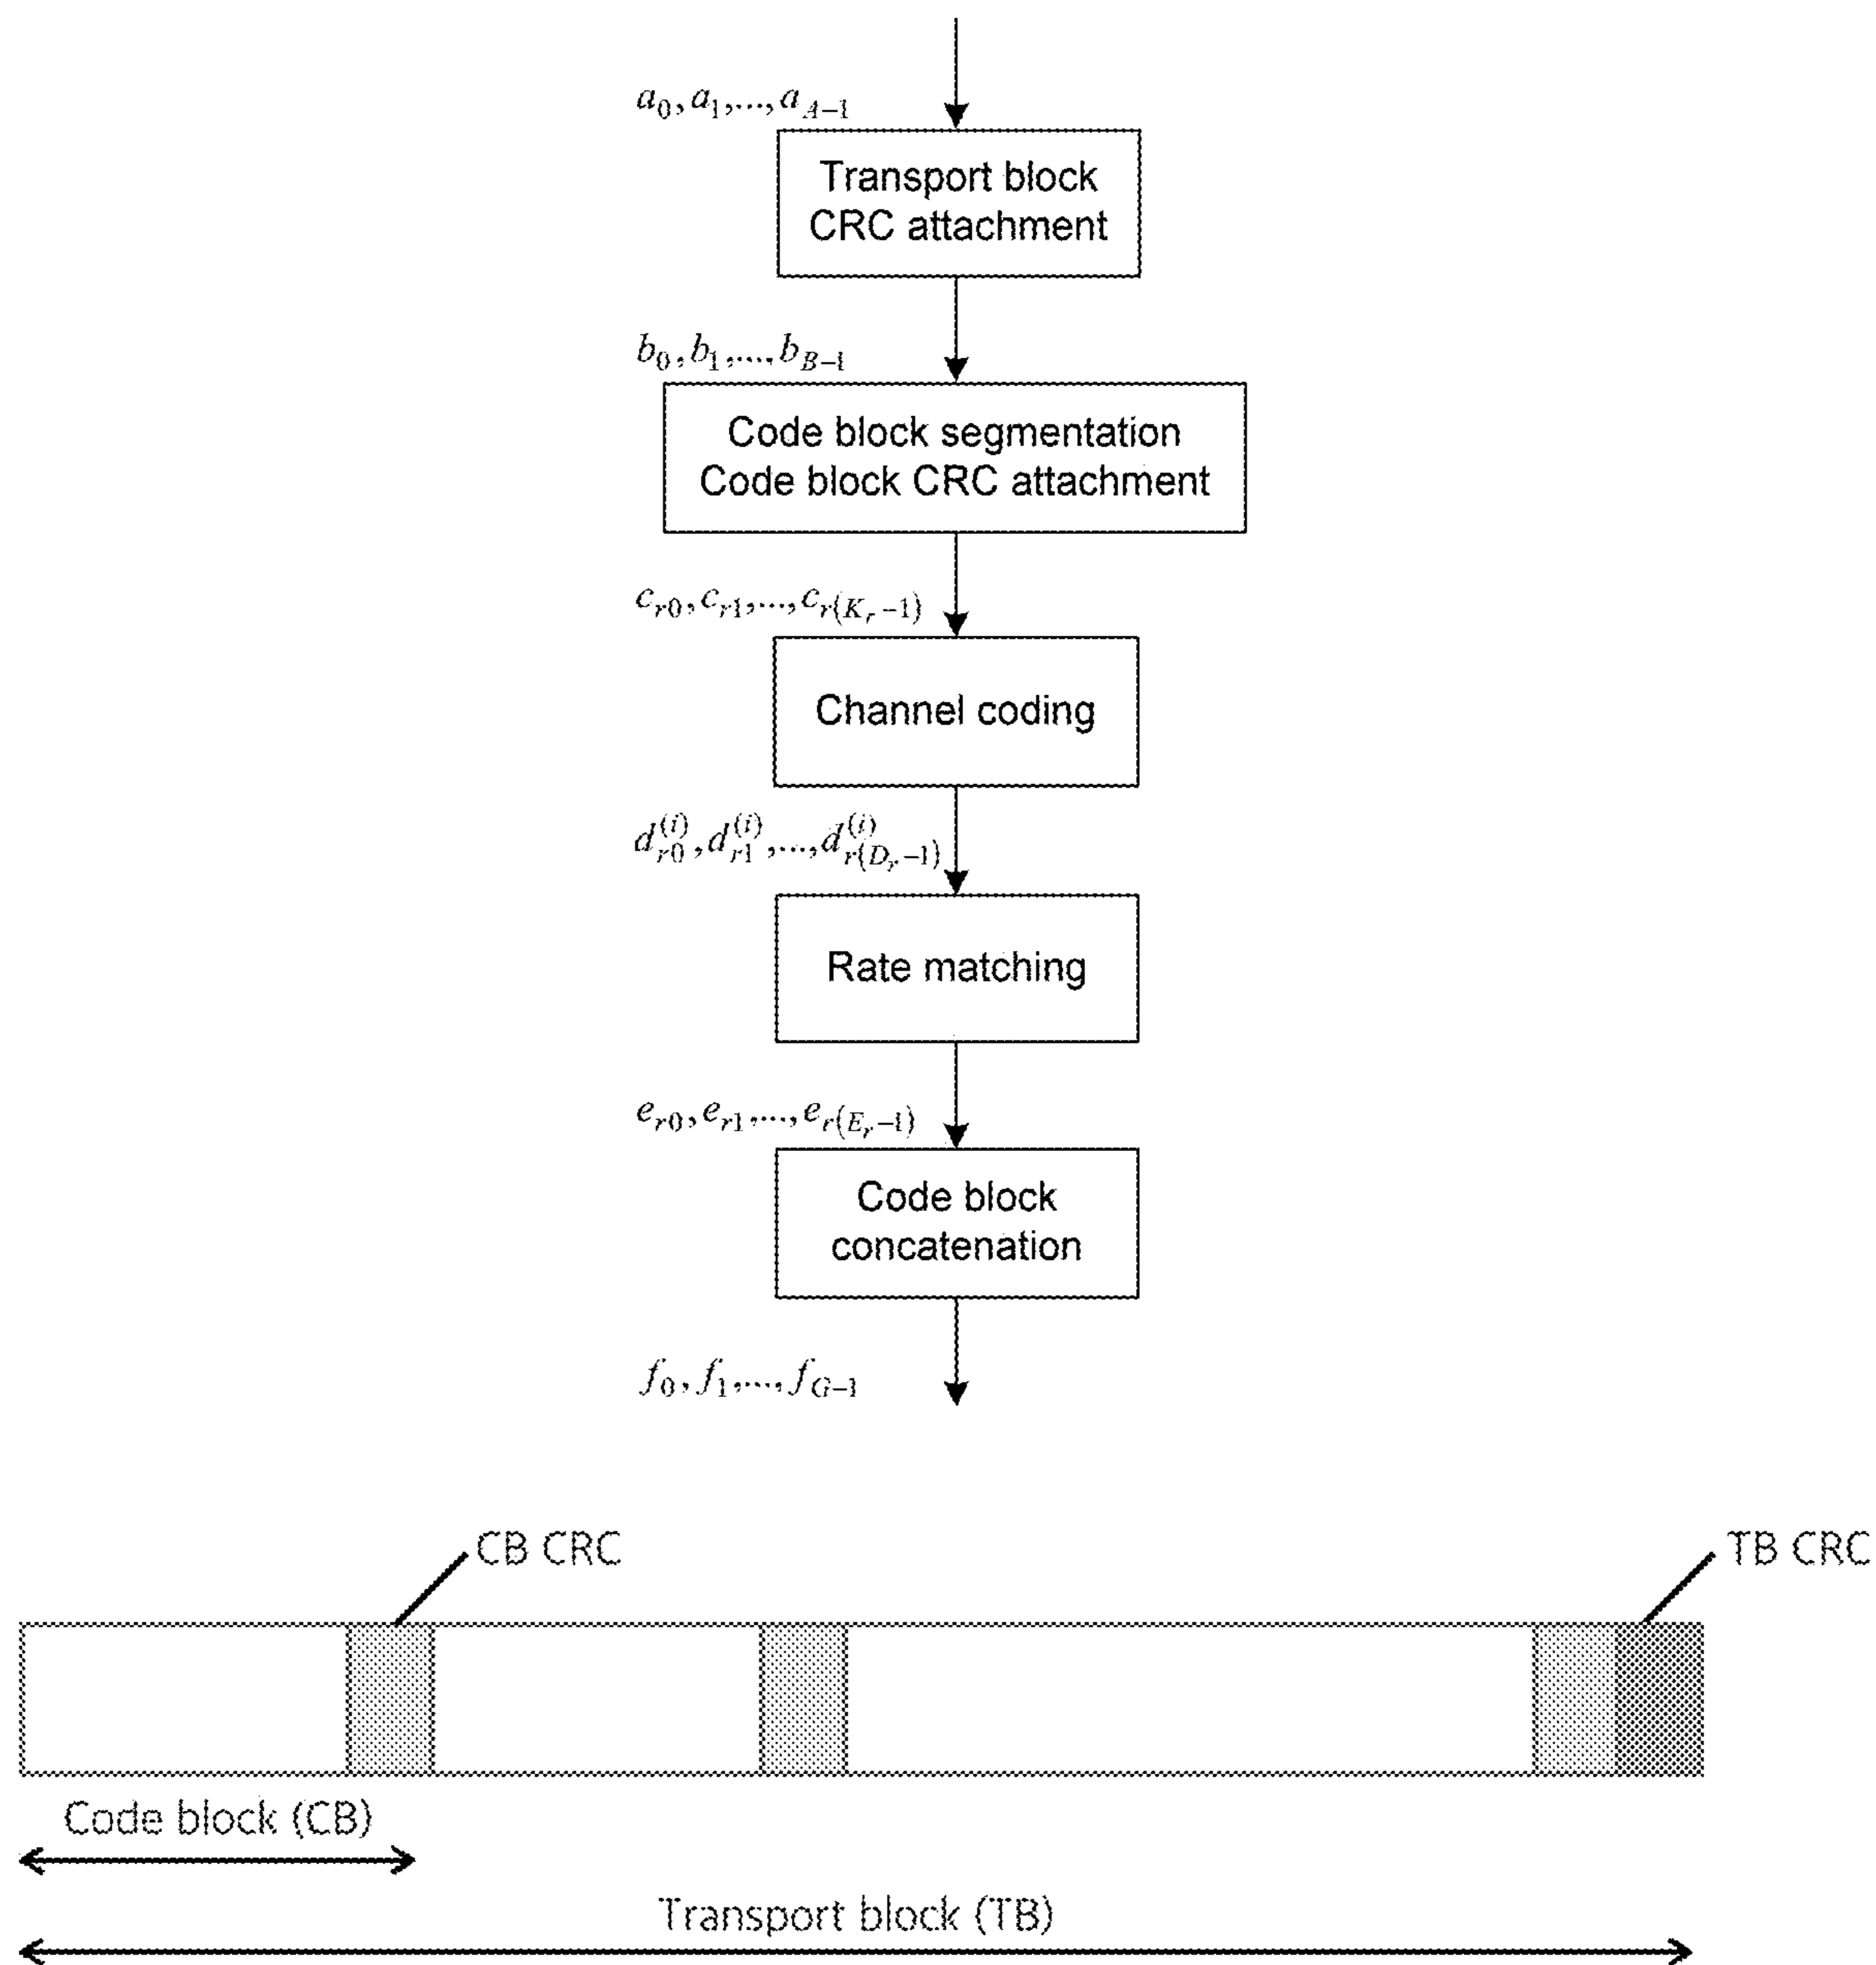 a_0, a_1, ..., a_{A-1}
Transport block
CRC attachment
b_0, b_1, ..., b_{B-1}
Code block segmentation
Code block CRC attachment
c_{r0}, c_{r1}, ..., c_{r(K_r-1)}
Channel coding
d_{r0}^{(i)}, d_{r1}^{(i)}, ..., d_{r(D_r-1)}^{(i)}
Rate matching
e_{r0}, e_{r1}, ..., e_{r(E_r-1)}
Code block
concatenation
f_0, f_1, ..., f_{G-1}
CB CRC
TB CRC
Code block (CB)
Transport block (TB)